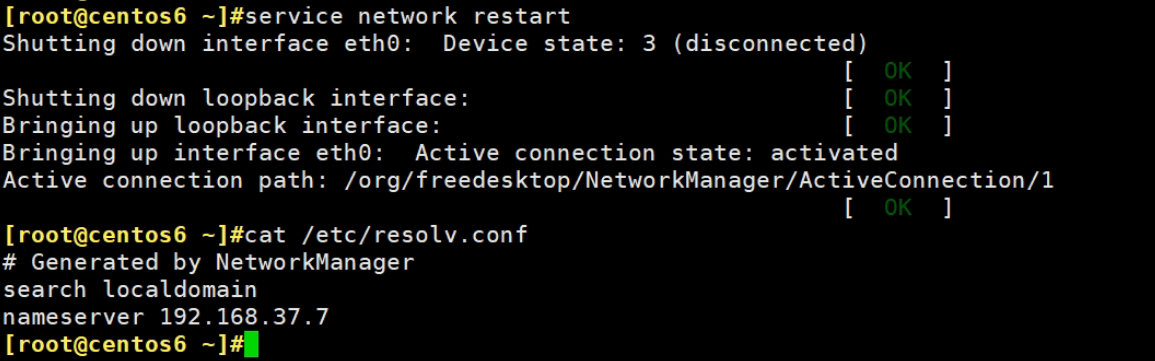 [root@centos6 ~]#service network restart
Shutting down interface eth0:  Device state: 3 (disconnected)
                                                           [  OK  ]
Shutting down loopback interface:                          [  OK  ]
Bringing up loopback interface:                            [  OK  ]
Bringing up interface eth0:  Active connection state: activated
Active connection path: /org/freedesktop/NetworkManager/ActiveConnection/1
                                                           [  OK  ]
[root@centos6 ~]#cat /etc/resolv.conf
# Generated by NetworkManager
search localdomain
nameserver 192.168.37.7
[root@centos6 ~]#